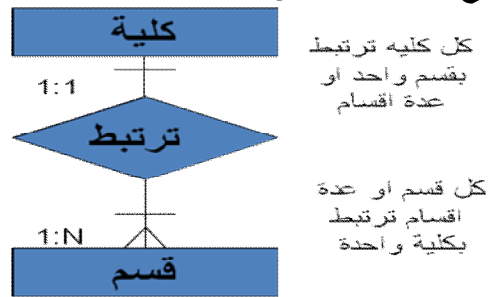 كلية
1:1
كل كليه ترتبط
بقسم واحد او
عدة اقسام
ترتبط
كل قسم او عدة
اقسام ترتبط
بكلية واحدة
1:N
قسم